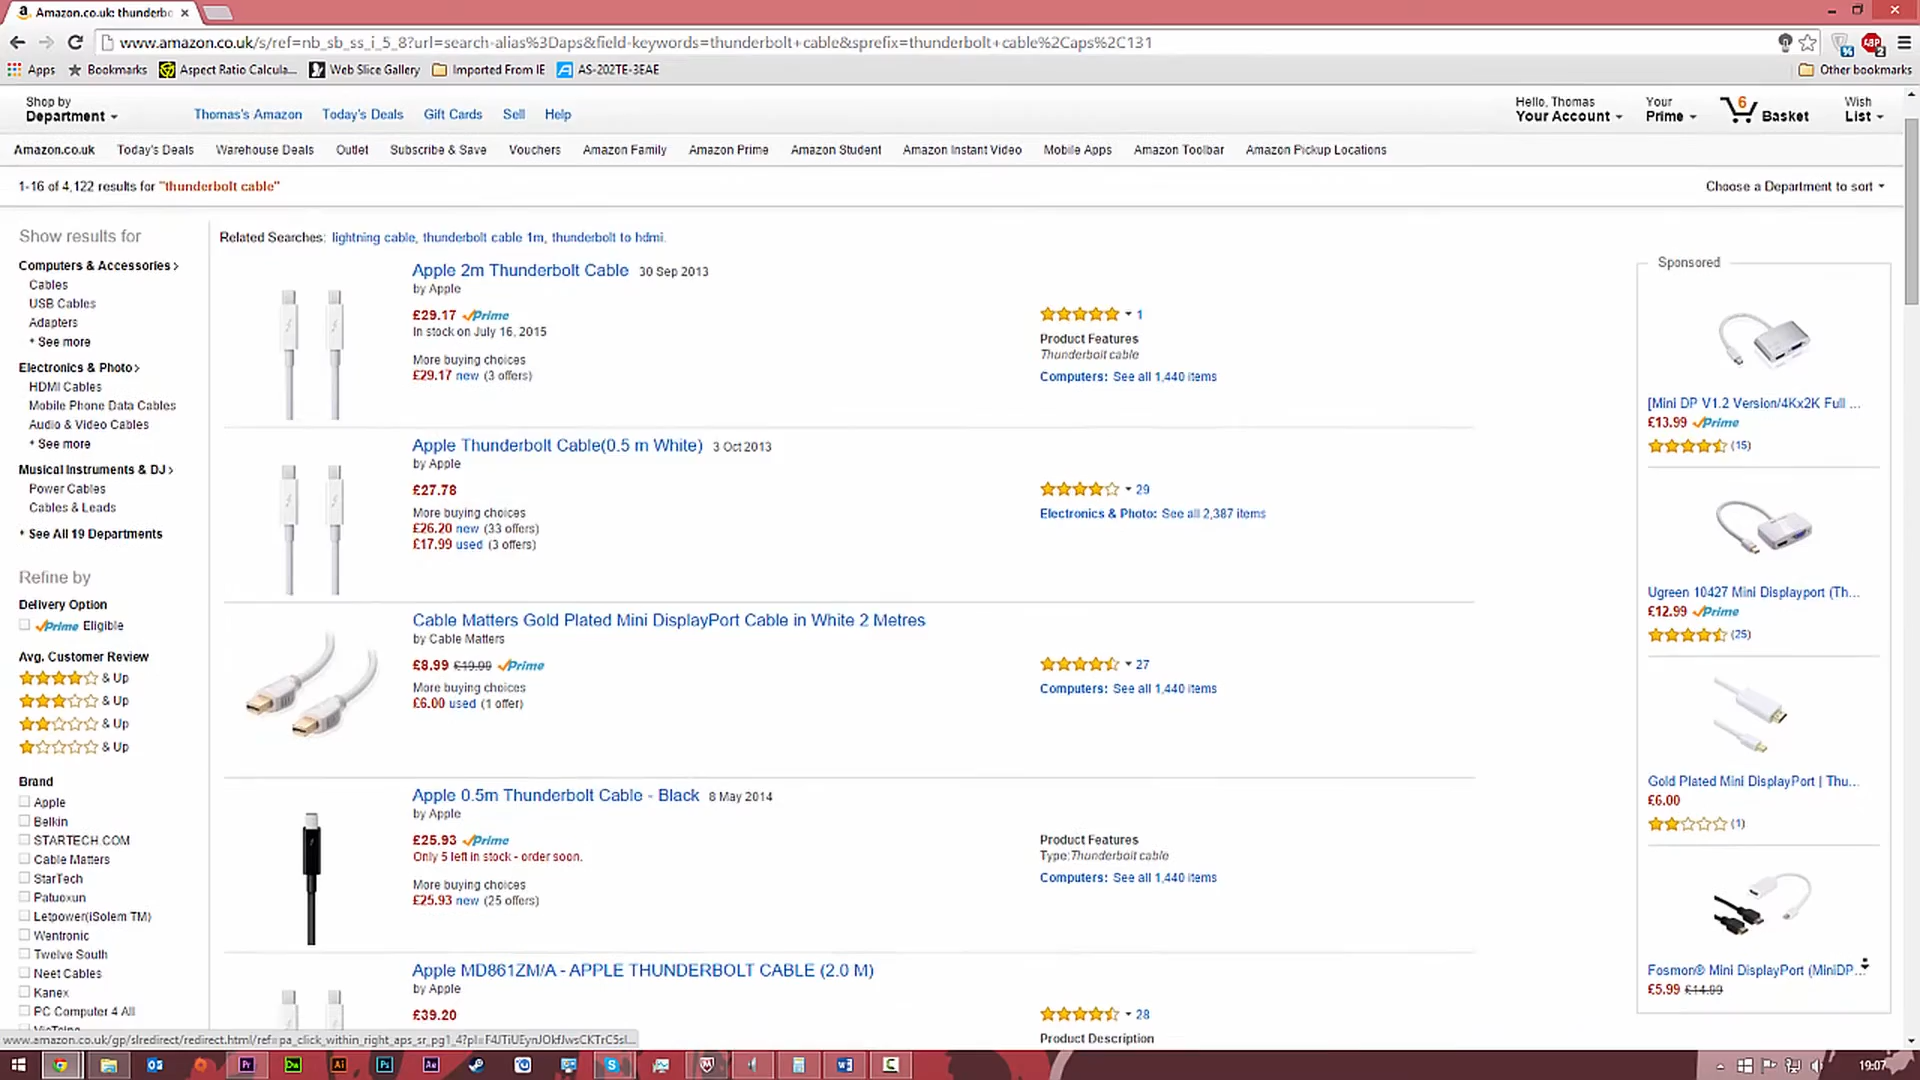 Amazon.co.uk: thunderbo
www.amazon.co.uk/s/ref=nb_sb_ss_i_5_8?url=search-alias%3Daps&field-keywords=thunderbolt+cable&sprefix=thunderbolt+cable%2Caps%2C131
Apps Bookmarks Aspect Ratio Calcula... Web Slice Gallery Imported From IE AS-202TE-3EAE Other bookmarks
Shop by
Department
Thomas's Amazon Today's Deals Gift Cards Sell Help
Hello, Thomas
Your Account
Your
Prime
6
Basket
Wish
List
Amazon.co.uk Today's Deals Warehouse Deals Outlet Subscribe & Save Vouchers Amazon Family Amazon Prime Amazon Student Amazon Instant Video Mobile Apps Amazon Toolbar Amazon Pickup Locations
1-16 of 4,122 results for "thunderbolt cable"
Choose a Department to sort
Show results for
Computers & Accessories
Cables
USB Cables
Adapters
See more
Electronics & Photo
HDMI Cables
Mobile Phone Data Cables
Audio & Video Cables
See more
Musical Instruments & DJ
Power Cables
Cables & Leads
See All 19 Departments
Refine by
Delivery Option
Prime Eligible
Avg. Customer Review
& Up
& Up
& Up
& Up
Brand
Apple
Belkin
STARTECH.COM
Cable Matters
StarTech
Patuoxun
Letpower(iSolem TM)
Wentronic
Twelve South
Neet Cables
Kanex
PC Computer 4 All
Related Searches: lightning cable, thunderbolt cable 1m, thunderbolt to hdmi.
Apple 2m Thunderbolt Cable 30 Sep 2013
by Apple
£29.17 Prime
In stock on July 16, 2015
More buying choices
£29.17 new (3 offers)
1
Product Features
Thunderbolt cable
Computers: See all 1,440 items
Apple Thunderbolt Cable(0.5 m White) 3 Oct 2013
by Apple
£27.78
More buying choices
£26.20 new (33 offers)
£17.99 used (3 offers)
29
Electronics & Photo: See all 2,387 items
Cable Matters Gold Plated Mini DisplayPort Cable in White 2 Metres
by Cable Matters
£8.99 £19.99 Prime
More buying choices
£6.00 used (1 offer)
27
Computers: See all 1,440 items
Apple 0.5m Thunderbolt Cable - Black 8 May 2014
by Apple
£25.93 Prime
Only 5 left in stock - order soon.
More buying choices
£25.93 new (25 offers)
Product Features
Type:Thunderbolt cable
Computers: See all 1,440 items
Apple MD861ZM/A - APPLE THUNDERBOLT CABLE (2.0 M)
by Apple
£39.20
28
Product Description
Sponsored
[Mini DP V1.2 Version/4Kx2K Full ...
£13.99 Prime
(15)
Ugreen 10427 Mini Displayport (Th...
£12.99 Prime
(25)
Gold Plated Mini DisplayPort | Thu...
£6.00
(1)
Fosmon® Mini DisplayPort (MiniDP...
£5.99 £14.99
19:07